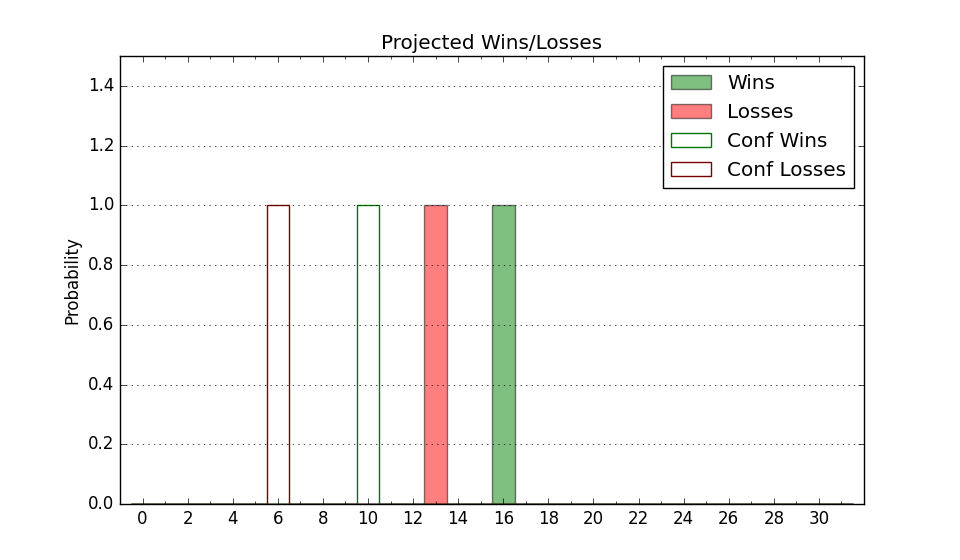 Projected Wins/Losses
Wins
Losses
Conf Wins
Conf Losses
Probability
1.4
1.2
1.0
0.8
0.6
0.4
0.2
0.0
0 2 4 6 8 10 12 14 16 18 20 22 24 26 28 30